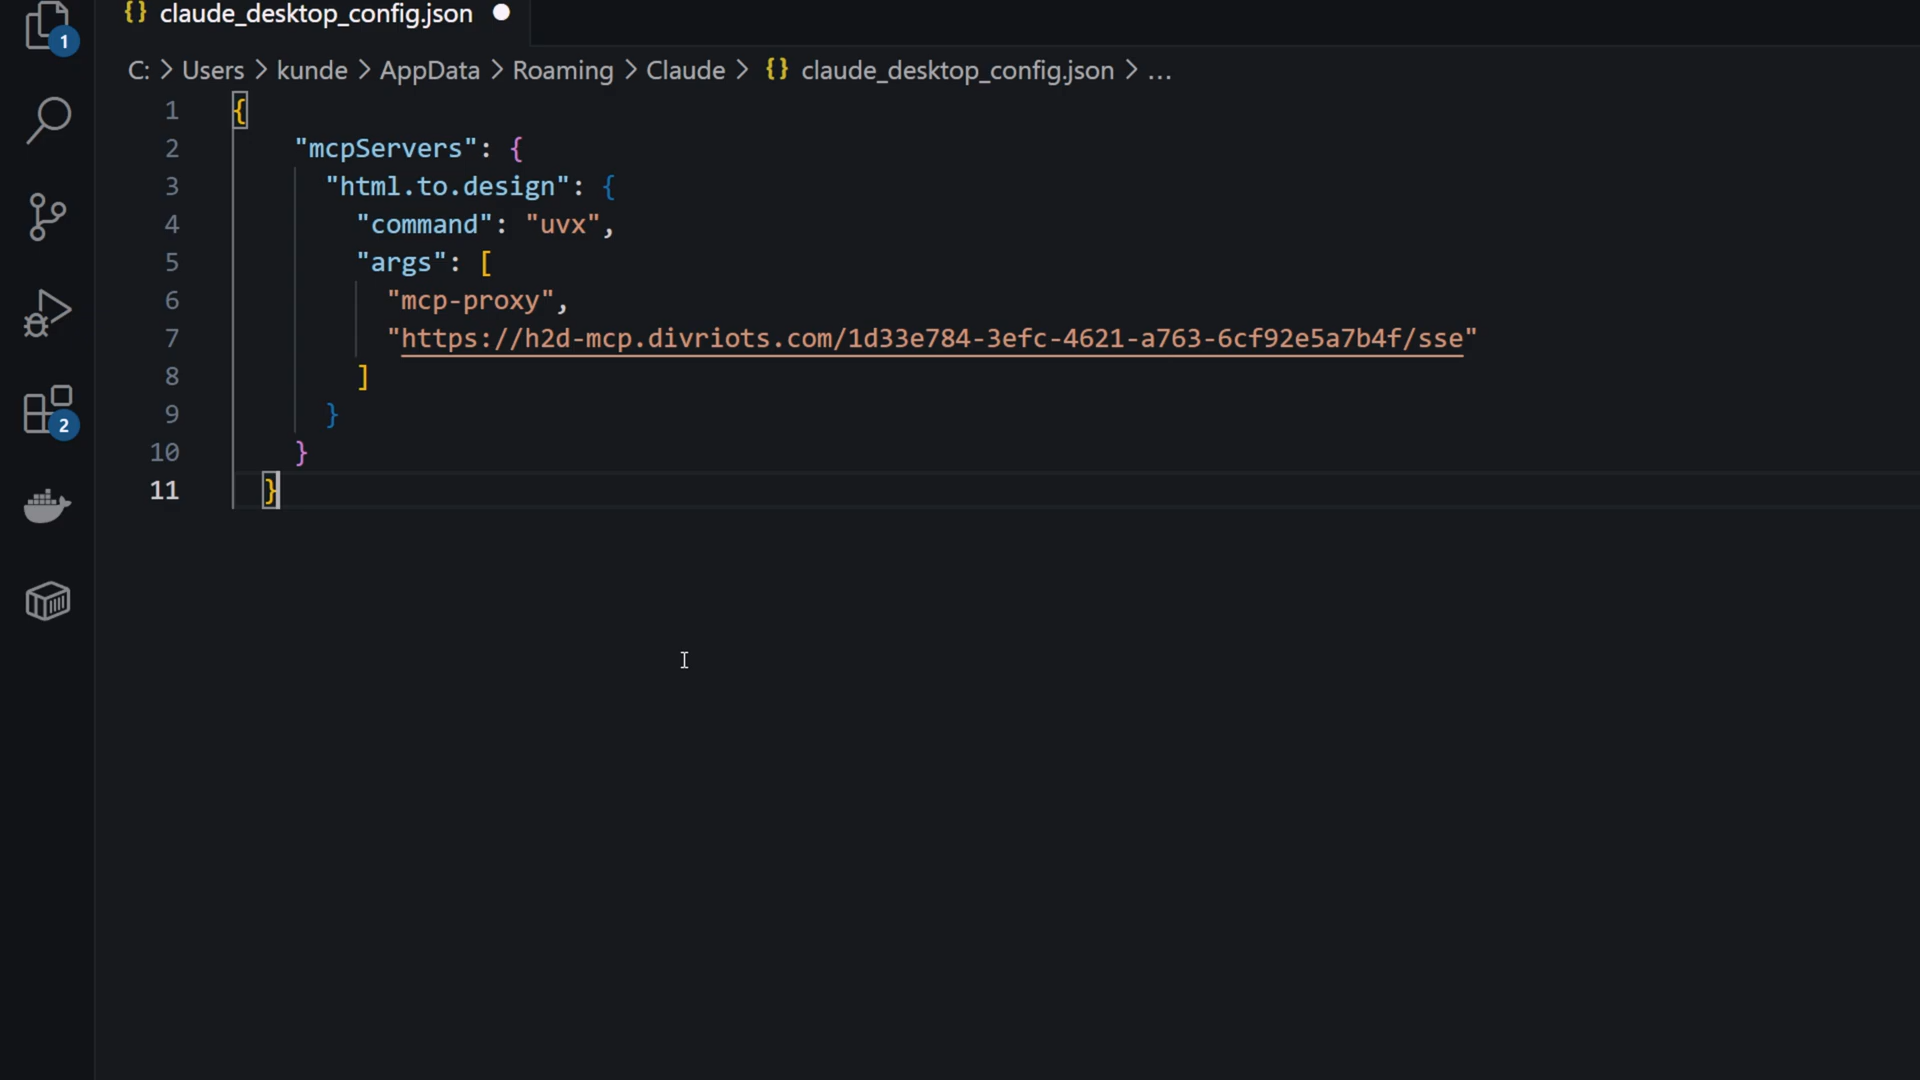 {} claude_desktop_config.json
1
C: > Users > kunde > AppData > Roaming > Claude > {} claude_desktop_config.json > ...
1 {
2 "mcpServers": {
3 "html.to.design": {
4 "command": "uvx",
5 "args": [
6 "mcp-proxy",
7 "https://h2d-mcp.divriots.com/1d33e784-3efc-4621-a763-6cf92e5a7b4f/sse"
8 ]
9 }
2
10 }
11 }